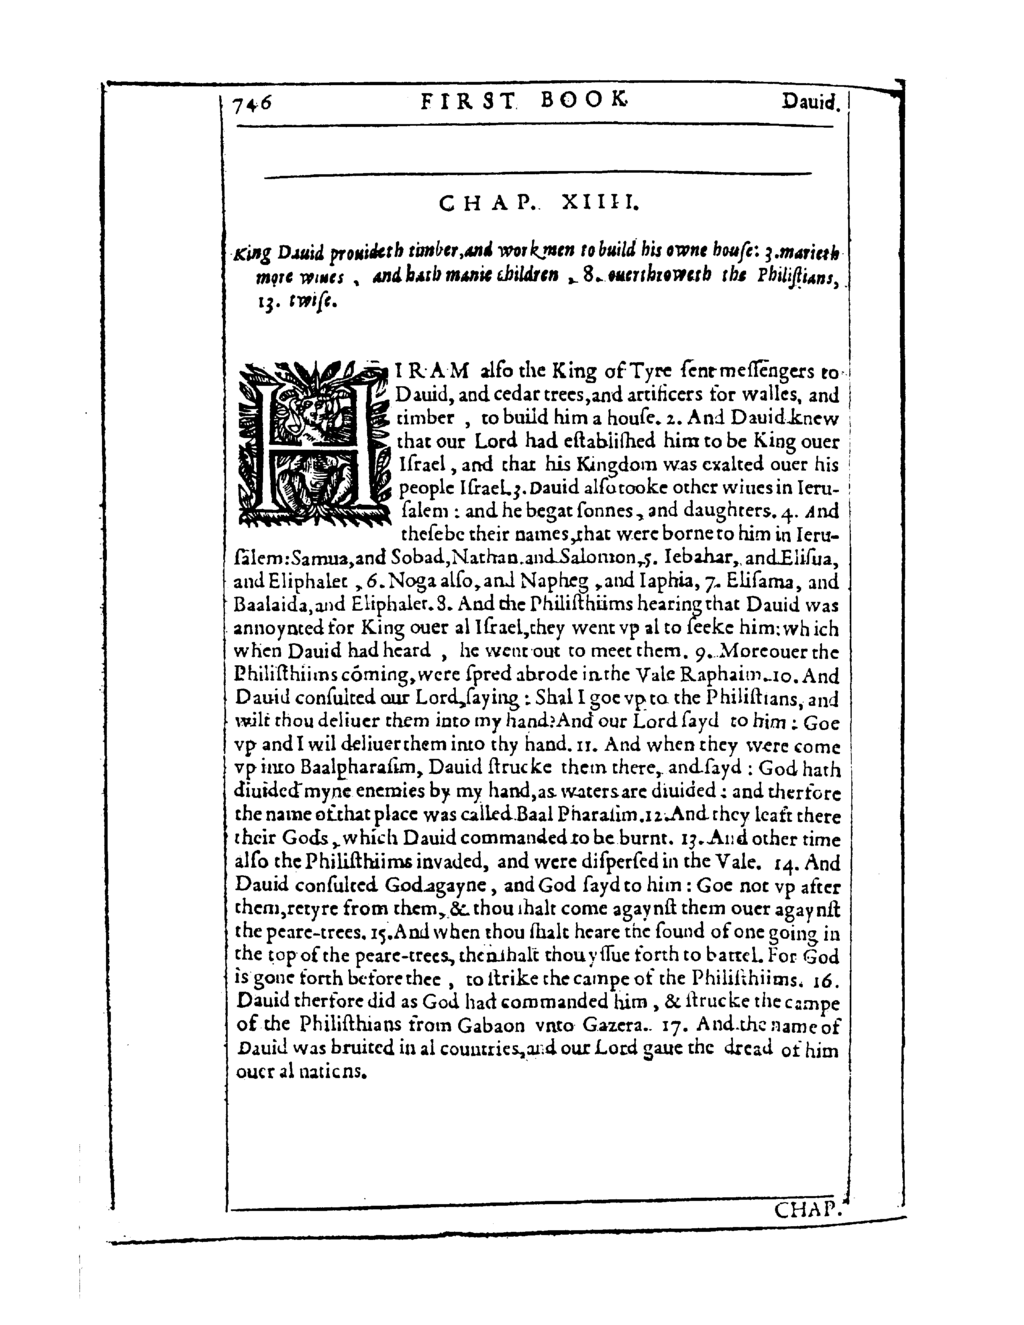 746 FIRST BOOK Dauid.
CHAP. XIIII.
King Dauid prouideth timber, and workmen to build his owne houſe: 3. marieth
more wiues, and hath manie children, 8. ouerthroweth the Philiſtians,
13. twiſe.
HIRAM alſo the King of Tyre ſent meſſengers to
Dauid, and cedar trees, and artificers for walles, and
timber, to build him a houſe. 2. And Dauid knew
that our Lord had eſtabliſhed him to be King ouer
Iſrael, and that his Kingdom was exalted ouer his
people Iſrael. 3. Dauid alſo tooke other wiues in Ieru-
ſalem: and he begat ſonnes, and daughters. 4. And
theſe be their names, that were borne to him in Ieru-
ſalem: Samua, and Sobad, Nathan. and Salomon, 5. Iebahar, and Eliſua,
and Eliphalet, 6. Noga alſo, and Napheg, and Iaphia, 7. Eliſama, and
Baalaida, and Eliphalet. 8. And the Philiſthiims hearing that Dauid was
annoynted for King ouer al Iſrael, they went vp al to ſeeke him: which
when Dauid had heard, he went out to meet them. 9. Moreouer the
Philiſthiims cóming, were ſpred abrode in the Vale Raphaim. 10. And
Dauid conſulted our Lord, ſaying: Shal I goe vp to the Philiſtians, and
wilt thou deliuer them into my hand? And our Lord ſayd to him: Goe
vp and I wil deliuer them into thy hand. 11. And when they were come
vp into Baalpharaſim, Dauid ſtrucke them there, and ſayd: God hath
diuided myne enemies by my hand, as waters are diuided: and therfore
the name of that place was called Baal Pharaſim. 12. And they leaft there
their Gods, which Dauid commanded to be burnt. 13. And other time
alſo the Philiſthiims invaded, and were diſperſed in the Vale. 14. And
Dauid conſulted God agayne, and God ſayd to him: Goe not vp after
them, retyre from them, & thou ſhalt come agaynſt them ouer agaynſt
the peare-trees. 15. And when thou ſhalt heare the ſound of one going in
the top of the peare-trees, then ſhalt thou yſſue forth to battel. For God
is gone forth before thee, to ſtrike the campe of the Philiſthiims. 16.
Dauid therfore did as God had commanded him, & ſtrucke the campe
of the Philiſthians from Gabaon vnto Gazera. 17. And the name of
Dauid was bruited in al countries, and our Lord gaue the dread of him
ouer al nations.
CHAP.